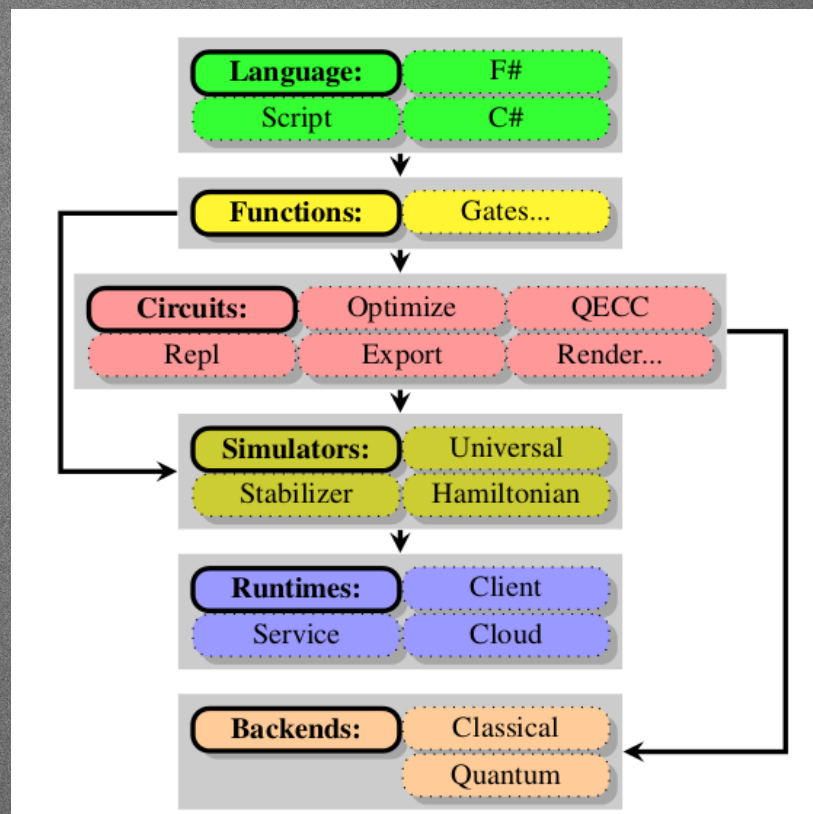 Language: F#
Script C#
Functions: Gates...
Circuits: Optimize QECC
Repl Export Render...
Simulators: Universal
Stabilizer Hamiltonian
Runtimes: Client
Service Cloud
Backends: Classical
Quantum